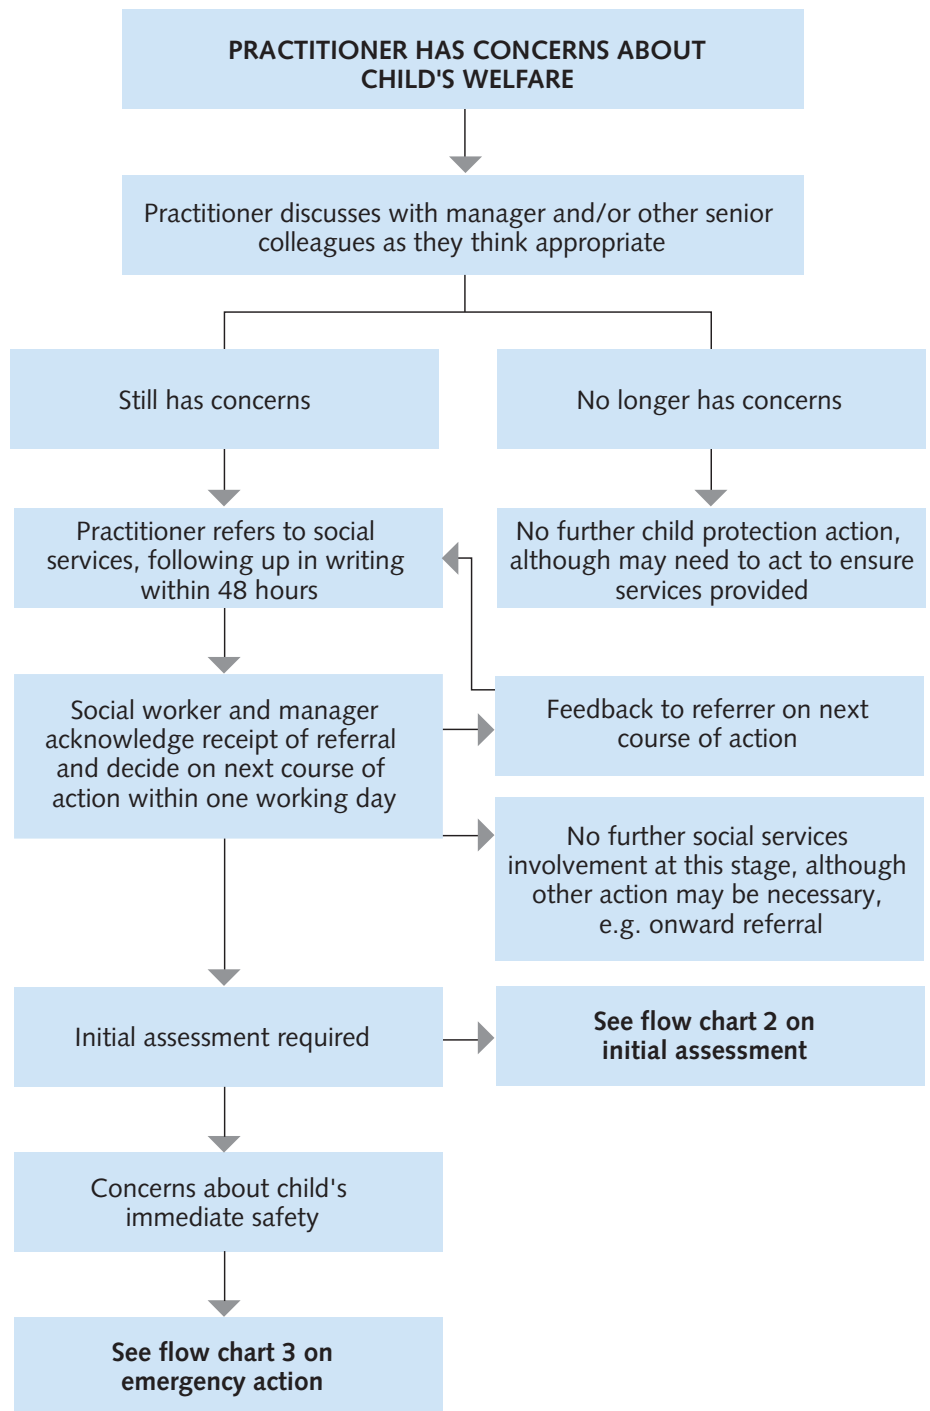 PRACTITIONER HAS CONCERNS ABOUT
CHILD'S WELFARE
Practitioner discusses with manager and/or other senior
colleagues as they think appropriate
Still has concerns
No longer has concerns
Practitioner refers to social
services, following up in writing
within 48 hours
No further child protection action,
although may need to act to ensure
services provided
Social worker and manager
acknowledge receipt of referral
and decide on next course of
action within one working day
Feedback to referrer on next
course of action
No further social services
involvement at this stage, although
other action may be necessary,
e.g. onward referral
Initial assessment required
See flow chart 2 on
initial assessment
Concerns about child's
immediate safety
See flow chart 3 on
emergency action